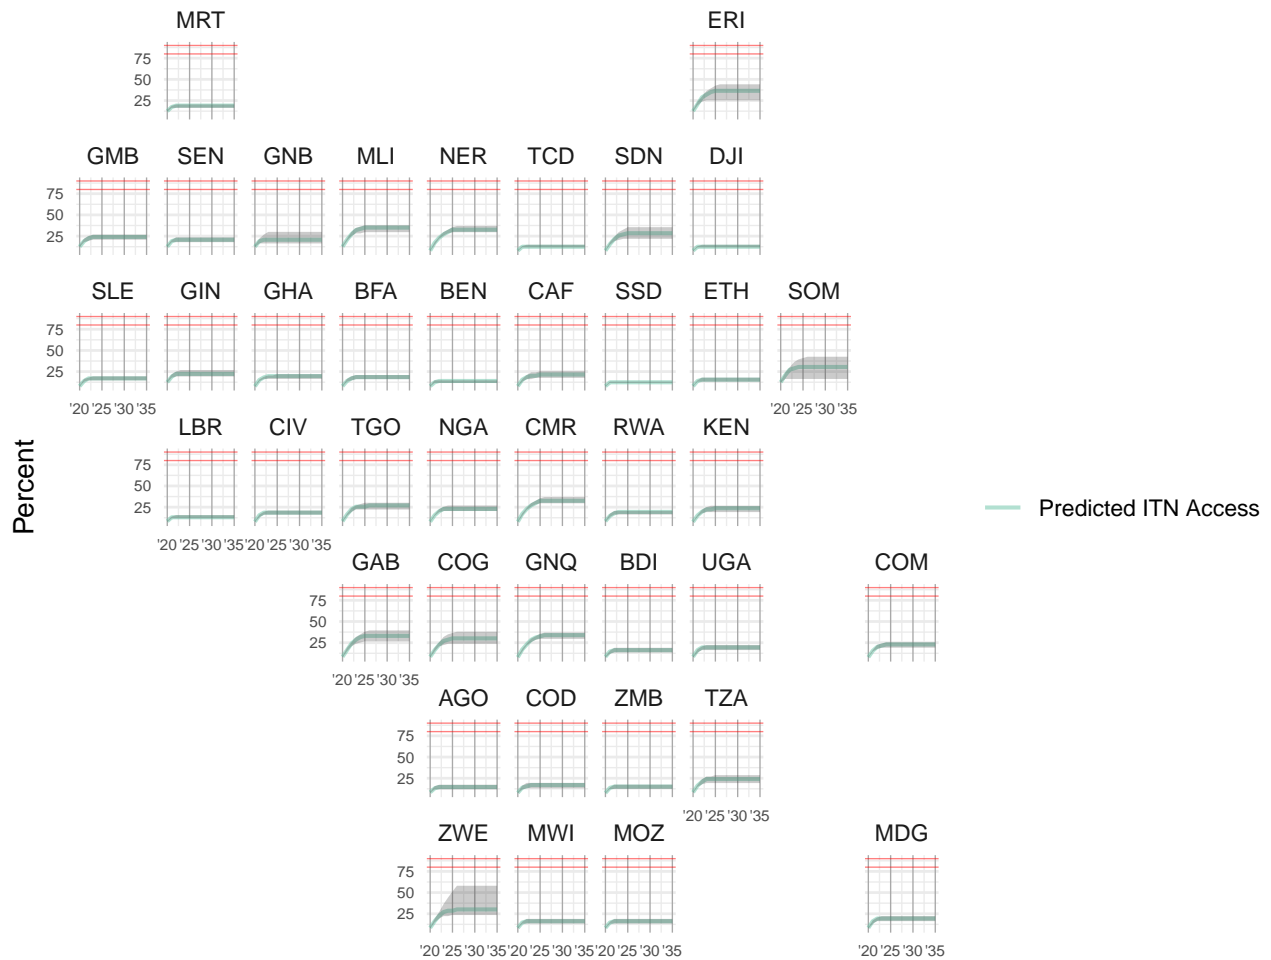 MRT ERI
75
50
25
GMB SEN GNB MLI NER TCD SDN DJI
75
50
25
SLE GIN GHA BFA BEN CAF SSD ETH SOM
75
50
25
'20 '25 '30 '35 '20 '25 '30 '35
LBR CIV TGO NGA CMR RWA KEN
75
50
25
'20 '25 '30 '35 '20 '25 '30 '35
GAB COG GNQ BDI UGA COM
75
50
25
'20 '25 '30 '35
AGO COD ZMB TZA
75
50
25
'20 '25 '30 '35
ZWE MWI MOZ MDG
75
50
25
'20 '25 '30 '35 '20 '25 '30 '35 '20 '25 '30 '35 '20 '25 '30 '35
Percent
Predicted ITN Access